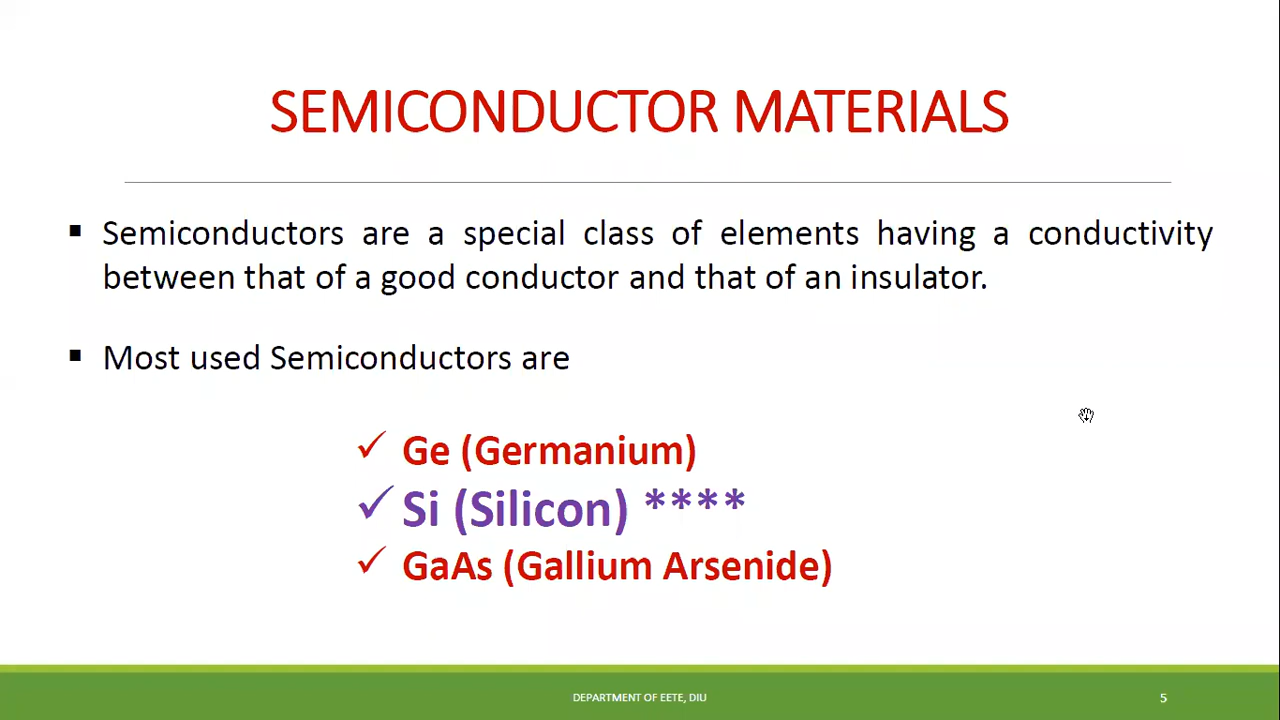 SEMICONDUCTOR MATERIALS
▪ Semiconductors are a special class of elements having a conductivity
between that of a good conductor and that of an insulator.
▪ Most used Semiconductors are
✓ Ge (Germanium)
✓ Si (Silicon) ****
✓ GaAs (Gallium Arsenide)
DEPARTMENT OF EETE, DIU
5